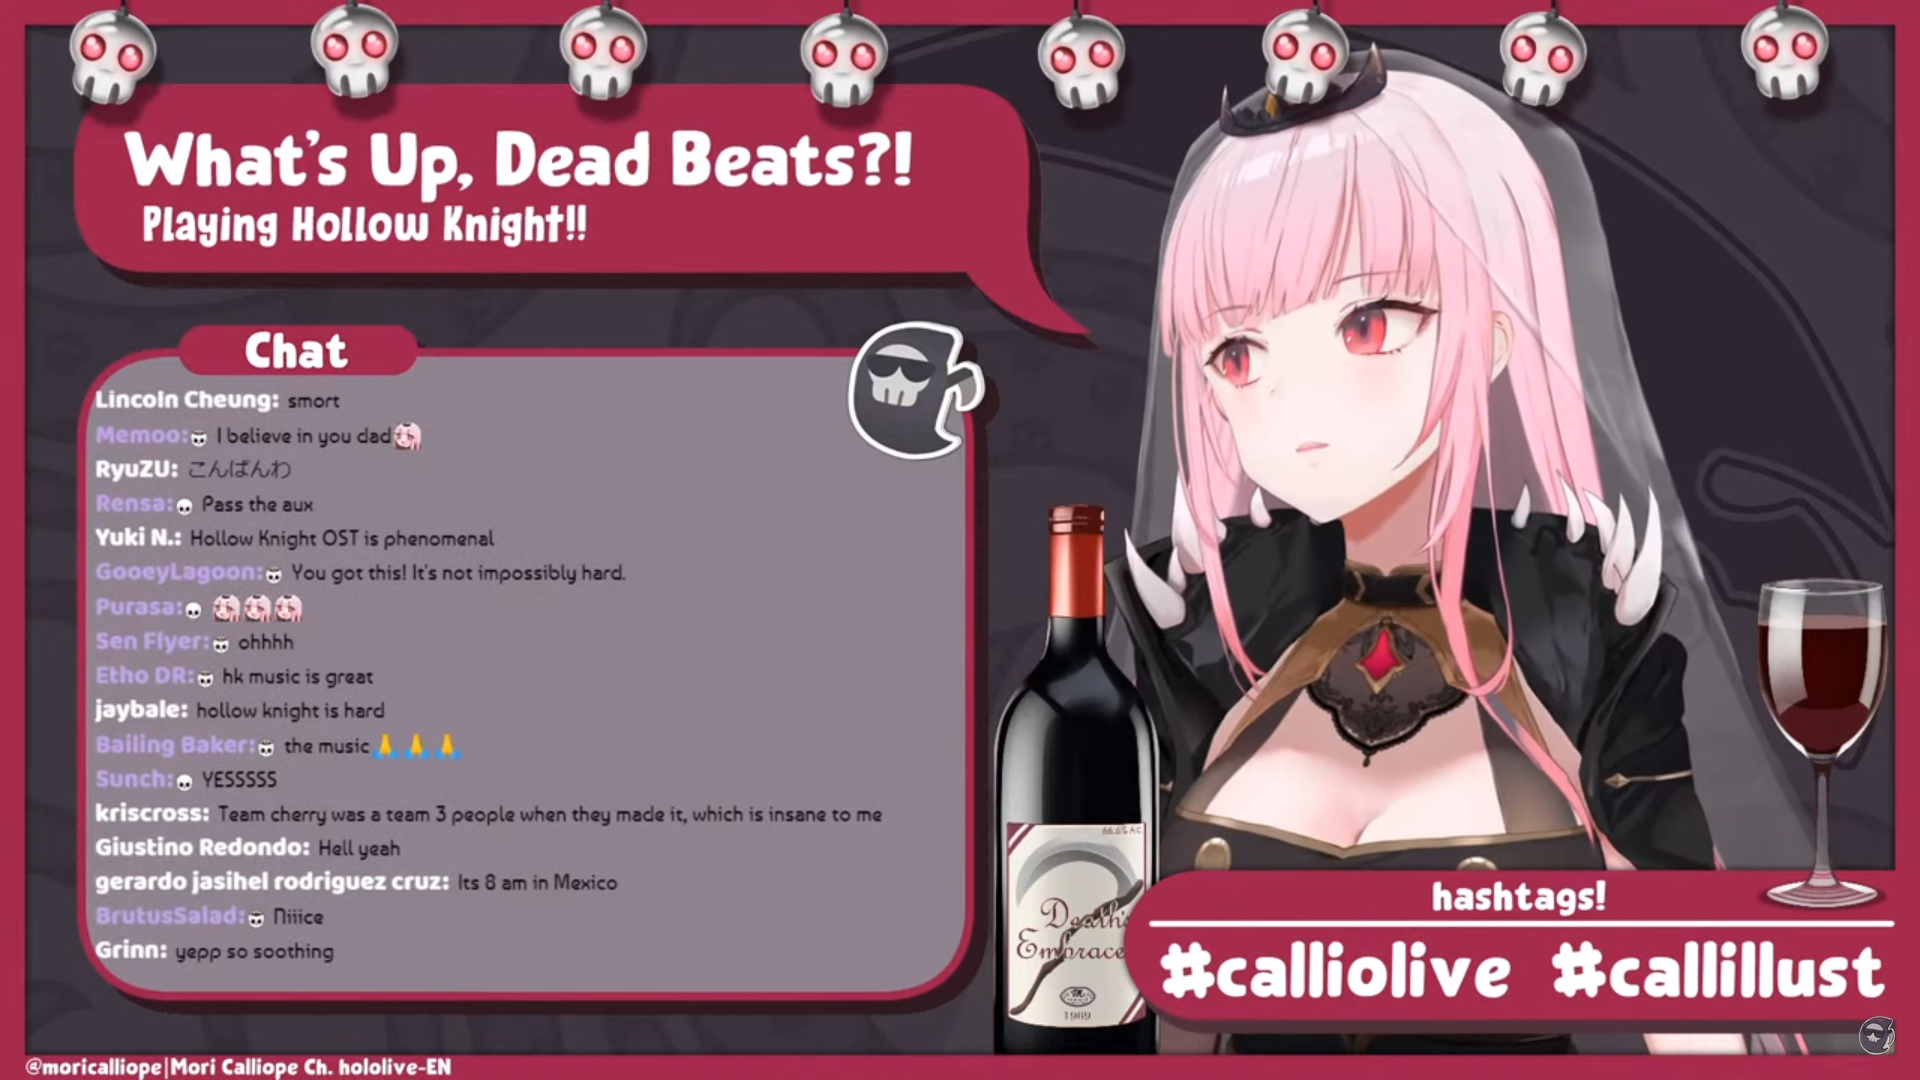 What's Up, Dead Beats?!
Playing Hollow Knight!!
Chat
Lincoln Cheung: smort
Memoo: I believe in you dad
RyuZU: こんばんわ
Rensa: Pass the aux
Yuki N.: Hollow Knight OST is phenomenal
GooeyLagoon: You got this! It's not impossibly hard.
Purasa:
Sen Flyer: ohhhh
Etho DR: hk music is great
jaybale: hollow knight is hard
Bailing Baker: the music🙏🙏🙏
Sunch: YESSSSS
kriscross: Team cherry was a team 3 people when they made it, which is insane to me
Giustino Redondo: Hell yeah
gerardo jasihel rodriguez cruz: Its 8 am in Mexico
BrutusSalad: Niiice
Grinn: yepp so soothing
66.6% AC
Death's
Embrace
1989
hashtags!
#calliolive #callillust
@moricalliope|Mori Calliope Ch. hololive-EN